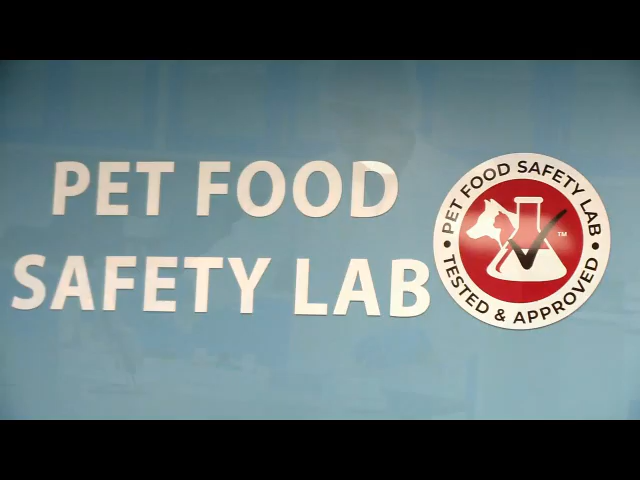 PET FOOD
SAFETY LAB
PET FOOD SAFETY LAB
TM
TESTED & APPROVED